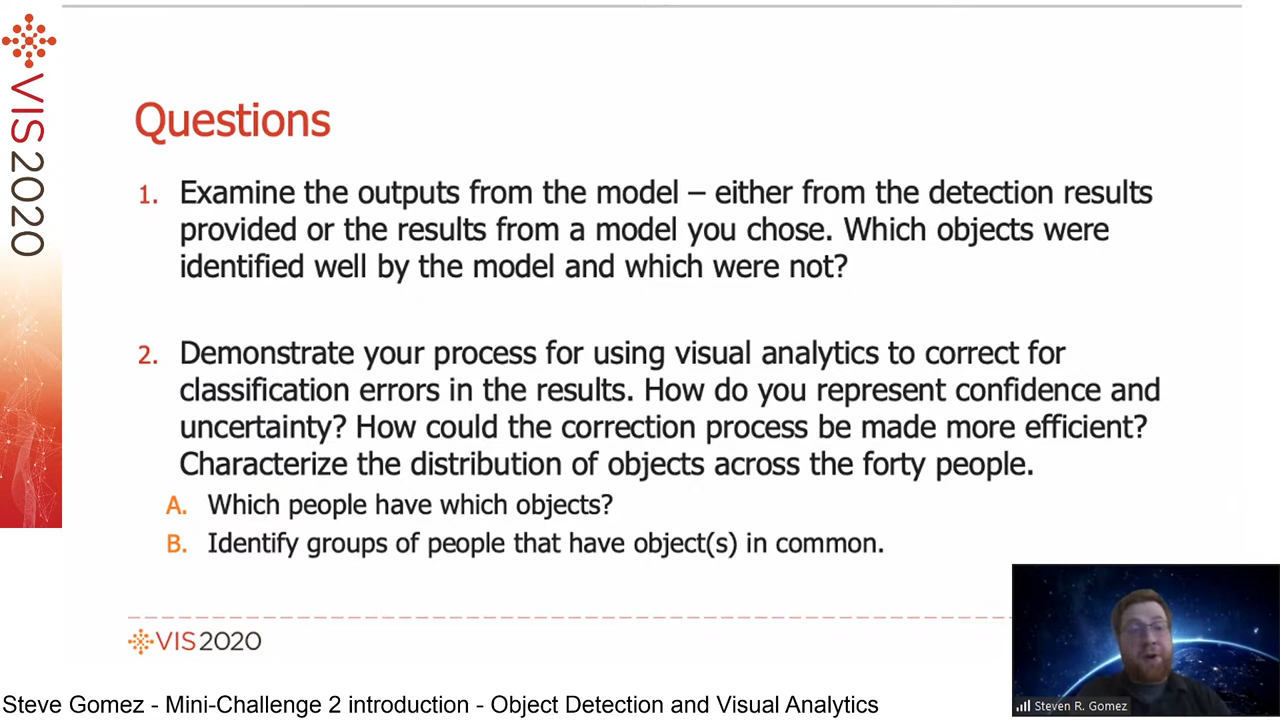 VIS2020
Questions
1. Examine the outputs from the model – either from the detection results
provided or the results from a model you chose. Which objects were
identified well by the model and which were not?
2. Demonstrate your process for using visual analytics to correct for
classification errors in the results. How do you represent confidence and
uncertainty? How could the correction process be made more efficient?
Characterize the distribution of objects across the forty people.
A. Which people have which objects?
B. Identify groups of people that have object(s) in common.
VIS2020
Steven R. Gomez
Steve Gomez - Mini-Challenge 2 introduction - Object Detection and Visual Analytics